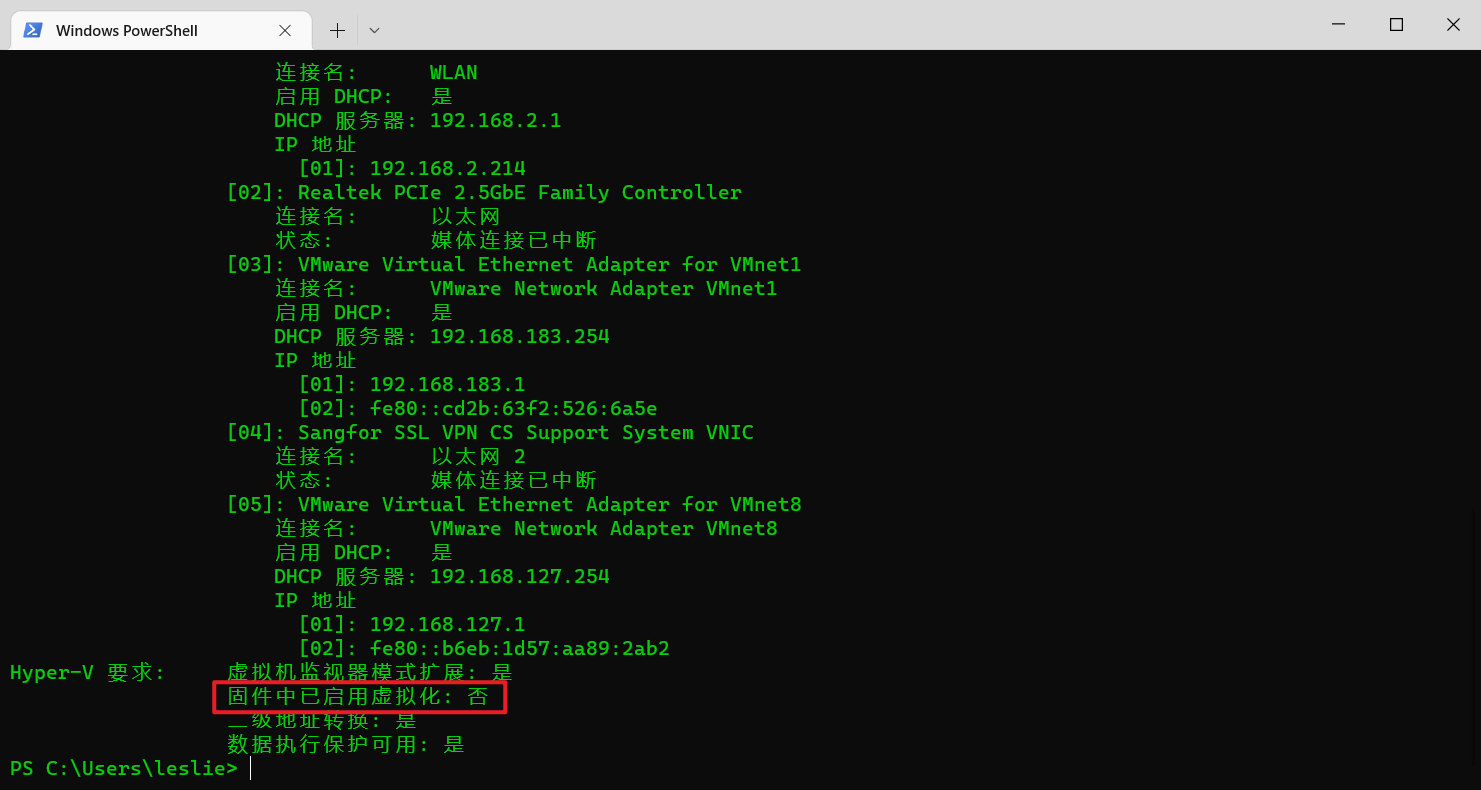 Windows PowerShell
连接名: WLAN
启用 DHCP: 是
DHCP 服务器: 192.168.2.1
IP 地址
[01]: 192.168.2.214
[02]: Realtek PCIe 2.5GbE Family Controller
连接名: 以太网
状态: 媒体连接已中断
[03]: VMware Virtual Ethernet Adapter for VMnet1
连接名: VMware Network Adapter VMnet1
启用 DHCP: 是
DHCP 服务器: 192.168.183.254
IP 地址
[01]: 192.168.183.1
[02]: fe80::cd2b:63f2:526:6a5e
[04]: Sangfor SSL VPN CS Support System VNIC
连接名: 以太网 2
状态: 媒体连接已中断
[05]: VMware Virtual Ethernet Adapter for VMnet8
连接名: VMware Network Adapter VMnet8
启用 DHCP: 是
DHCP 服务器: 192.168.127.254
IP 地址
[01]: 192.168.127.1
[02]: fe80::b6eb:1d57:aa89:2ab2
Hyper-V 要求: 虚拟机监视器模式扩展: 是
固件中已启用虚拟化: 否
二级地址转换: 是
数据执行保护可用: 是
PS C:\Users\leslie>